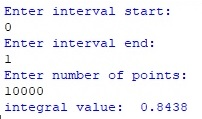 Enter interval start:
0
Enter interval end:
1
Enter number of points:
10000
integral value:  0.8438